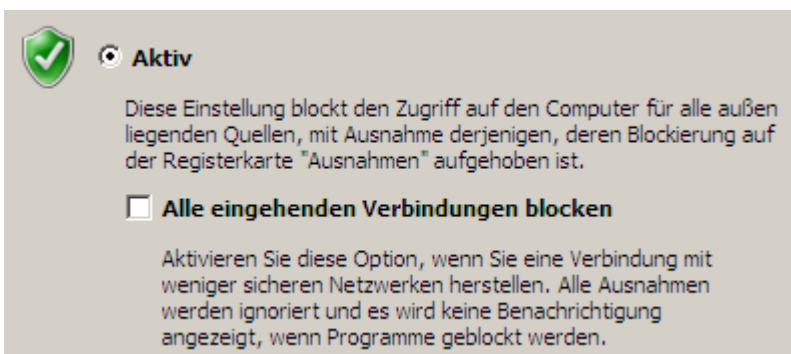 Aktiv
Diese Einstellung blockt den Zugriff auf den Computer für alle außen
liegenden Quellen, mit Ausnahme derjenigen, deren Blockierung auf
der Registerkarte "Ausnahmen" aufgehoben ist.
Alle eingehenden Verbindungen blocken
Aktivieren Sie diese Option, wenn Sie eine Verbindung mit
weniger sicheren Netzwerken herstellen. Alle Ausnahmen
werden ignoriert und es wird keine Benachrichtigung
angezeigt, wenn Programme geblockt werden.